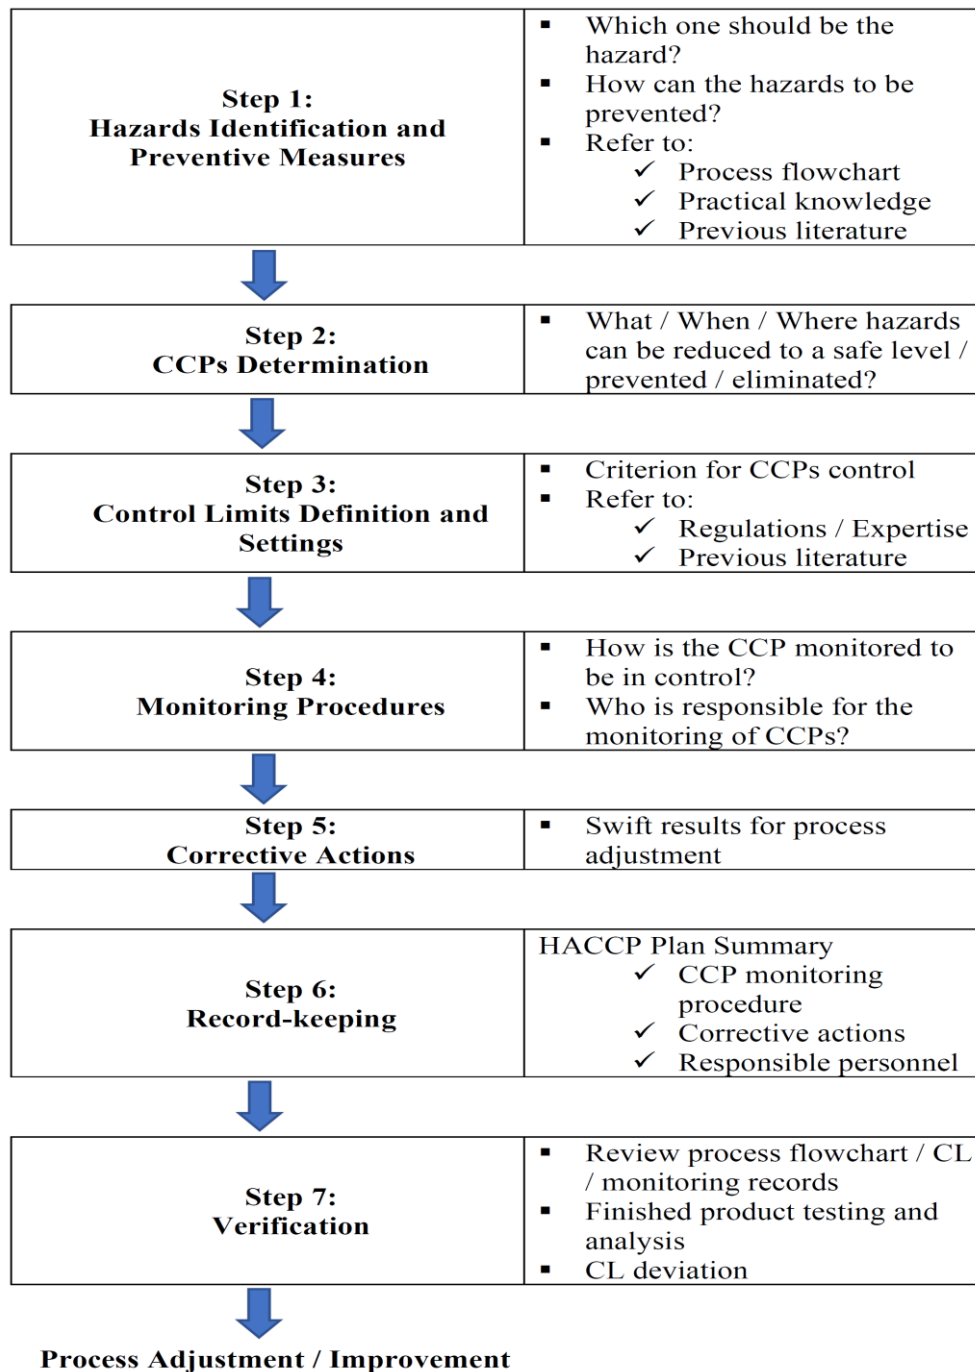 Step 1:
Hazards Identification and
Preventive Measures
▪ Which one should be the
hazard?
▪ How can the hazards to be
prevented?
▪ Refer to:
✓ Process flowchart
✓ Practical knowledge
✓ Previous literature
Step 2:
CCPs Determination
▪ What / When / Where hazards
can be reduced to a safe level /
prevented / eliminated?
Step 3:
Control Limits Definition and
Settings
▪ Criterion for CCPs control
▪ Refer to:
✓ Regulations / Expertise
✓ Previous literature
Step 4:
Monitoring Procedures
▪ How is the CCP monitored to
be in control?
▪ Who is responsible for the
monitoring of CCPs?
Step 5:
Corrective Actions
▪ Swift results for process
adjustment
Step 6:
Record-keeping
HACCP Plan Summary
✓ CCP monitoring
procedure
✓ Corrective actions
✓ Responsible personnel
Step 7:
Verification
▪ Review process flowchart / CL
/ monitoring records
▪ Finished product testing and
analysis
▪ CL deviation
Process Adjustment / Improvement